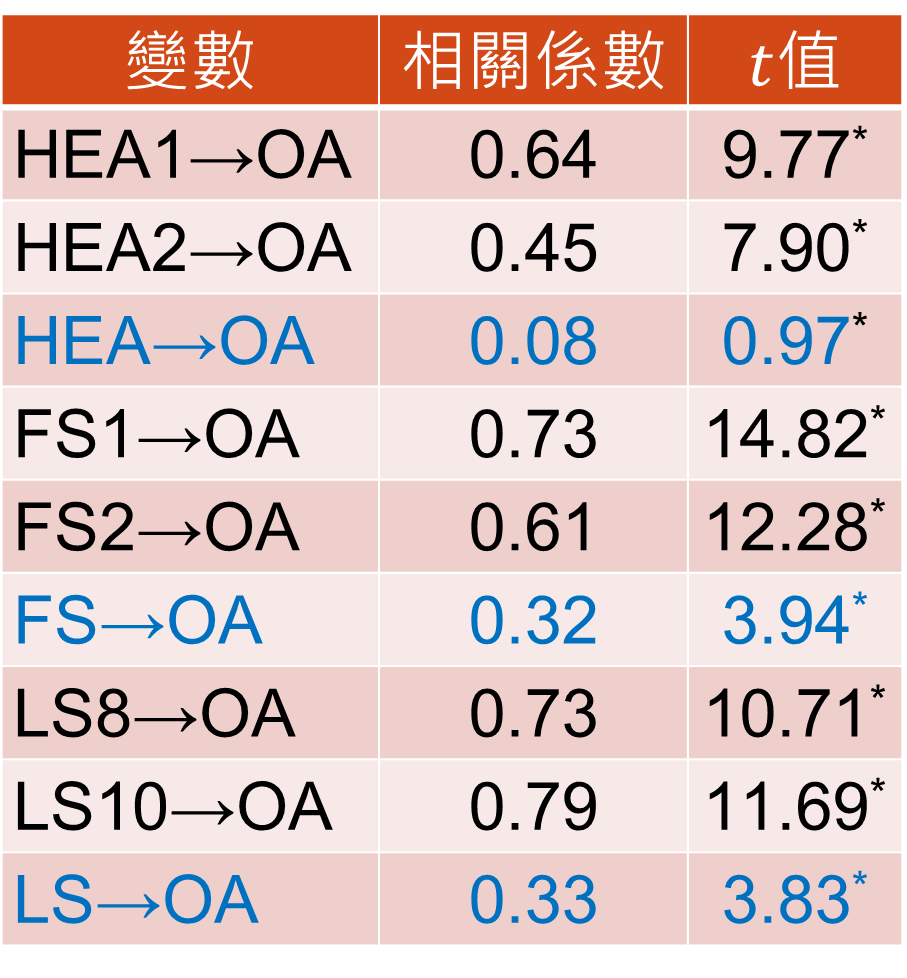 變數 相關係數 t值
HEA1→OA 0.64 9.77*
HEA2→OA 0.45 7.90*
HEA→OA 0.08 0.97*
FS1→OA 0.73 14.82*
FS2→OA 0.61 12.28*
FS→OA 0.32 3.94*
LS8→OA 0.73 10.71*
LS10→OA 0.79 11.69*
LS→OA 0.33 3.83*